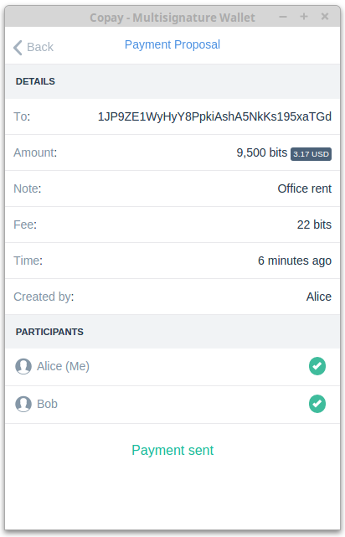 Copay - Multisignature Wallet
Back
Payment Proposal
DETAILS
To: 1JP9ZE1WyHyY8PpkiAshA5NkKs195xaTGd
Amount: 9,500 bits 3.17 USD
Note: Office rent
Fee: 22 bits
Time: 6 minutes ago
Created by: Alice
PARTICIPANTS
Alice (Me)
Bob
Payment sent